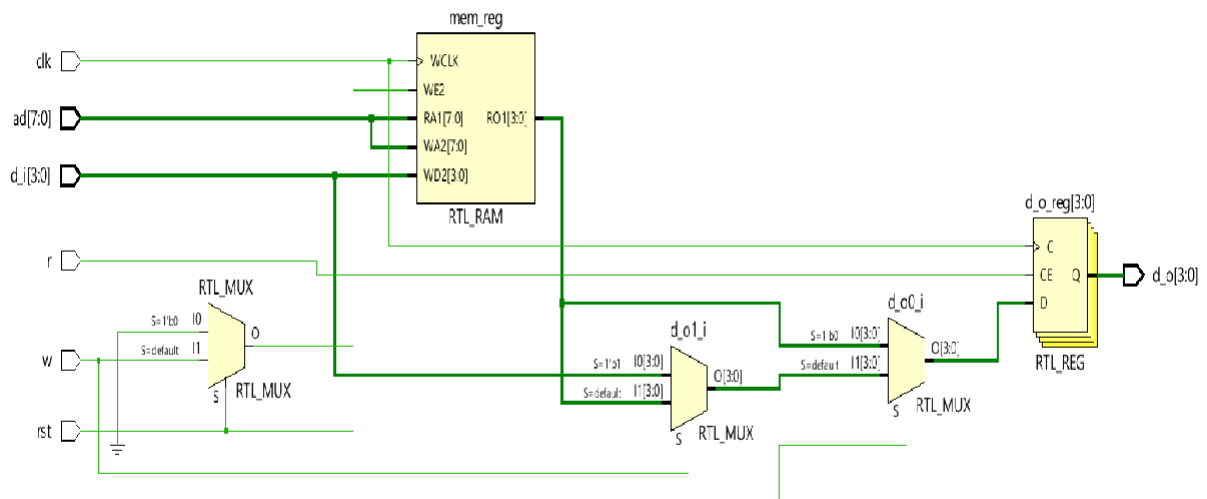 mem_reg
clk
WCLK
WE2
ad[7:0]
RA1[7:0]
RO1[3:0]
WA2[7:0]
d_i[3:0]
WD2[3:0]
RTL_RAM
d_o_reg[3:0]
C
r
CE
Q
d_o[3:0]
RTL_MUX
D
d_o0_i
S=1'b0
I0
O
d_o1_i
S=1'b0
I0[3:0]
w
S=default
I1
S=1'b1
I0[3:0]
O[3:0]
S=default
I1[3:0]
O[3:0]
RTL_REG
S
RTL_MUX
S=default
I1[3:0]
S
RTL_MUX
rst
S
RTL_MUX